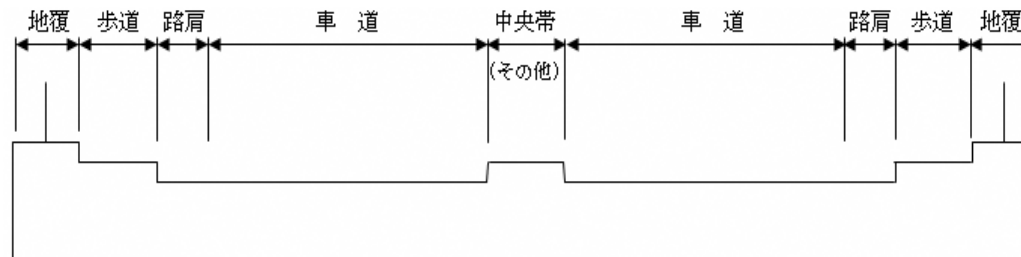 地覆 歩道 路肩 車 道 中央帯 車 道 路肩 歩道 地覆
(その他)